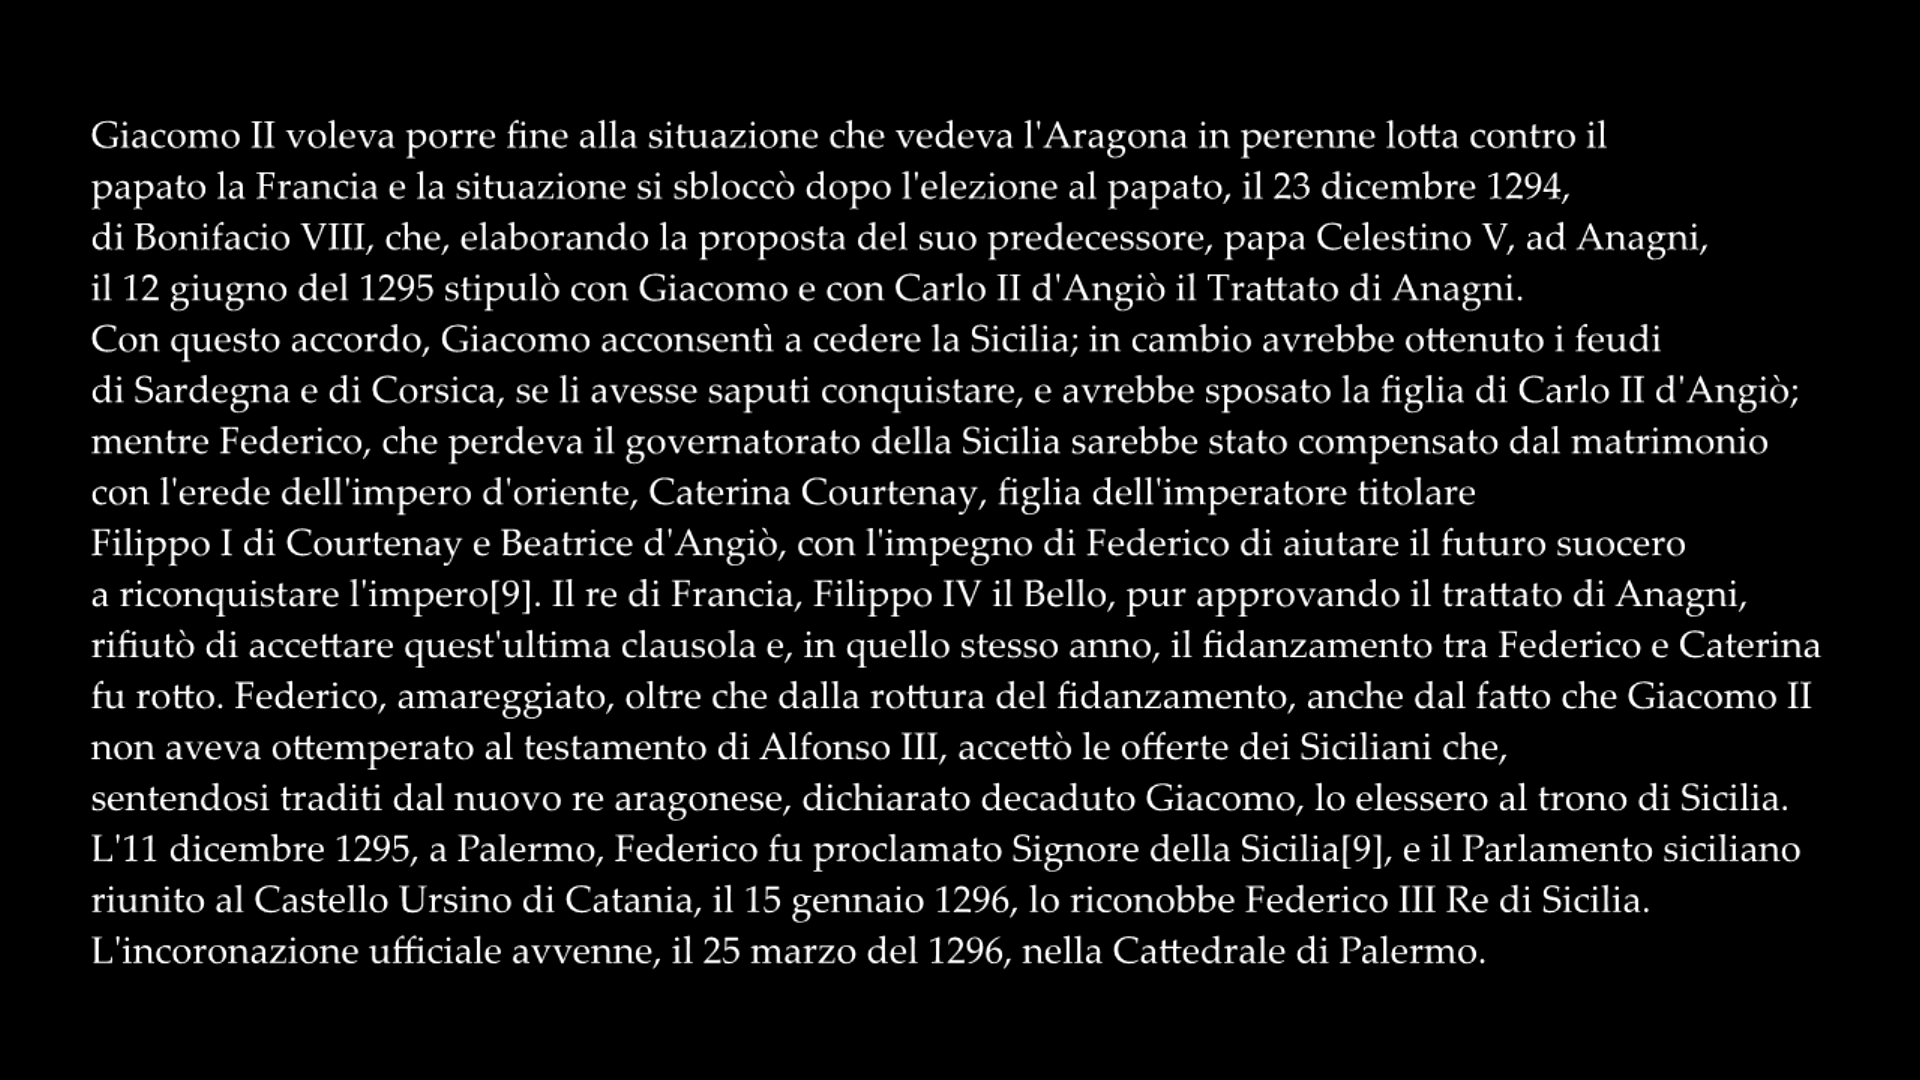 Giacomo II voleva porre fine alla situazione che vedeva l'Aragona in perenne lotta contro il
papato la Francia e la situazione si sbloccò dopo l'elezione al papato, il 23 dicembre 1294,
di Bonifacio VIII, che, elaborando la proposta del suo predecessore, papa Celestino V, ad Anagni,
il 12 giugno del 1295 stipulò con Giacomo e con Carlo II d'Angiò il Trattato di Anagni.
Con questo accordo, Giacomo acconsentì a cedere la Sicilia; in cambio avrebbe ottenuto i feudi
di Sardegna e di Corsica, se li avesse saputi conquistare, e avrebbe sposato la figlia di Carlo II d'Angiò;
mentre Federico, che perdeva il governatorato della Sicilia sarebbe stato compensato dal matrimonio
con l'erede dell'impero d'oriente, Caterina Courtenay, figlia dell'imperatore titolare
Filippo I di Courtenay e Beatrice d'Angiò, con l'impegno di Federico di aiutare il futuro suocero
a riconquistare l'impero[9]. Il re di Francia, Filippo IV il Bello, pur approvando il trattato di Anagni,
rifiutò di accettare quest'ultima clausola e, in quello stesso anno, il fidanzamento tra Federico e Caterina
fu rotto. Federico, amareggiato, oltre che dalla rottura del fidanzamento, anche dal fatto che Giacomo II
non aveva ottemperato al testamento di Alfonso III, accettò le offerte dei Siciliani che,
sentendosi traditi dal nuovo re aragonese, dichiarato decaduto Giacomo, lo elessero al trono di Sicilia.
L'11 dicembre 1295, a Palermo, Federico fu proclamato Signore della Sicilia[9], e il Parlamento siciliano
riunito al Castello Ursino di Catania, il 15 gennaio 1296, lo riconobbe Federico III Re di Sicilia.
L'incoronazione ufficiale avvenne, il 25 marzo del 1296, nella Cattedrale di Palermo.